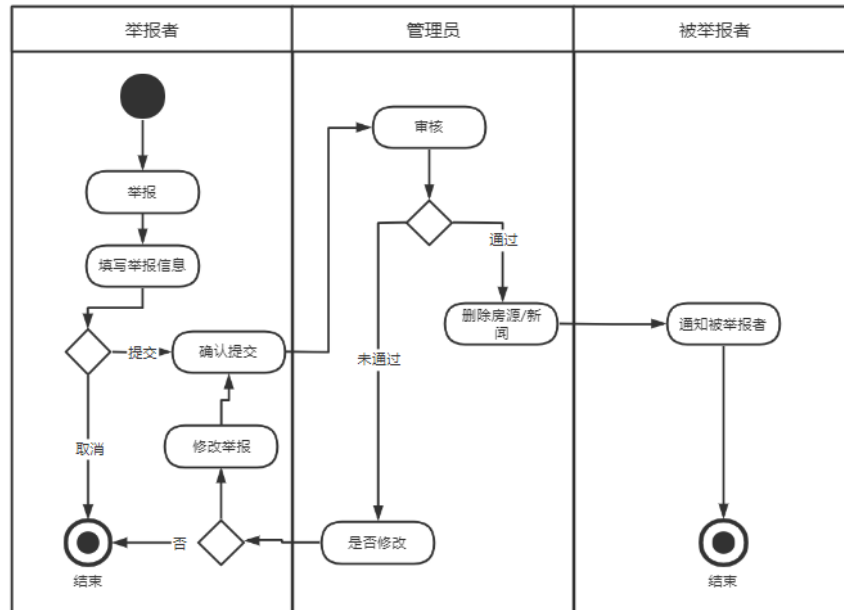 举报者
管理员
被举报者
审核
举报
通过
填写举报信息
删除房源/新
闻
通知被举报者
提交
确认提交
未通过
取消
修改举报
否
是否修改
结束
结束